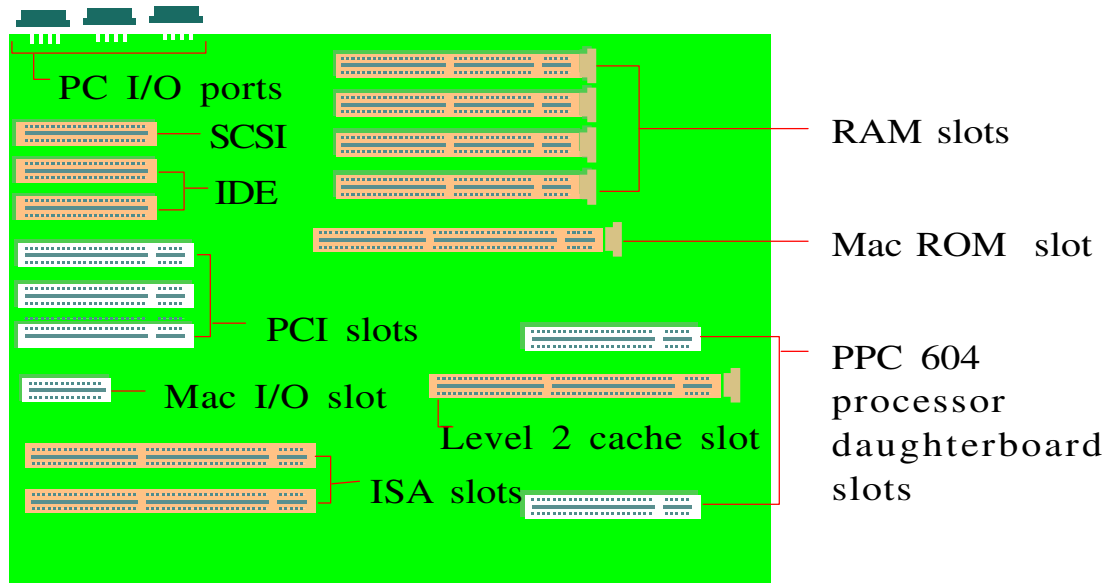 PC I/O ports
SCSI
IDE
PCI slots
Mac I/O slot
Level 2 cache slot
ISA slots
RAM slots
Mac ROM slot
PPC 604
processor
daughterboard
slots